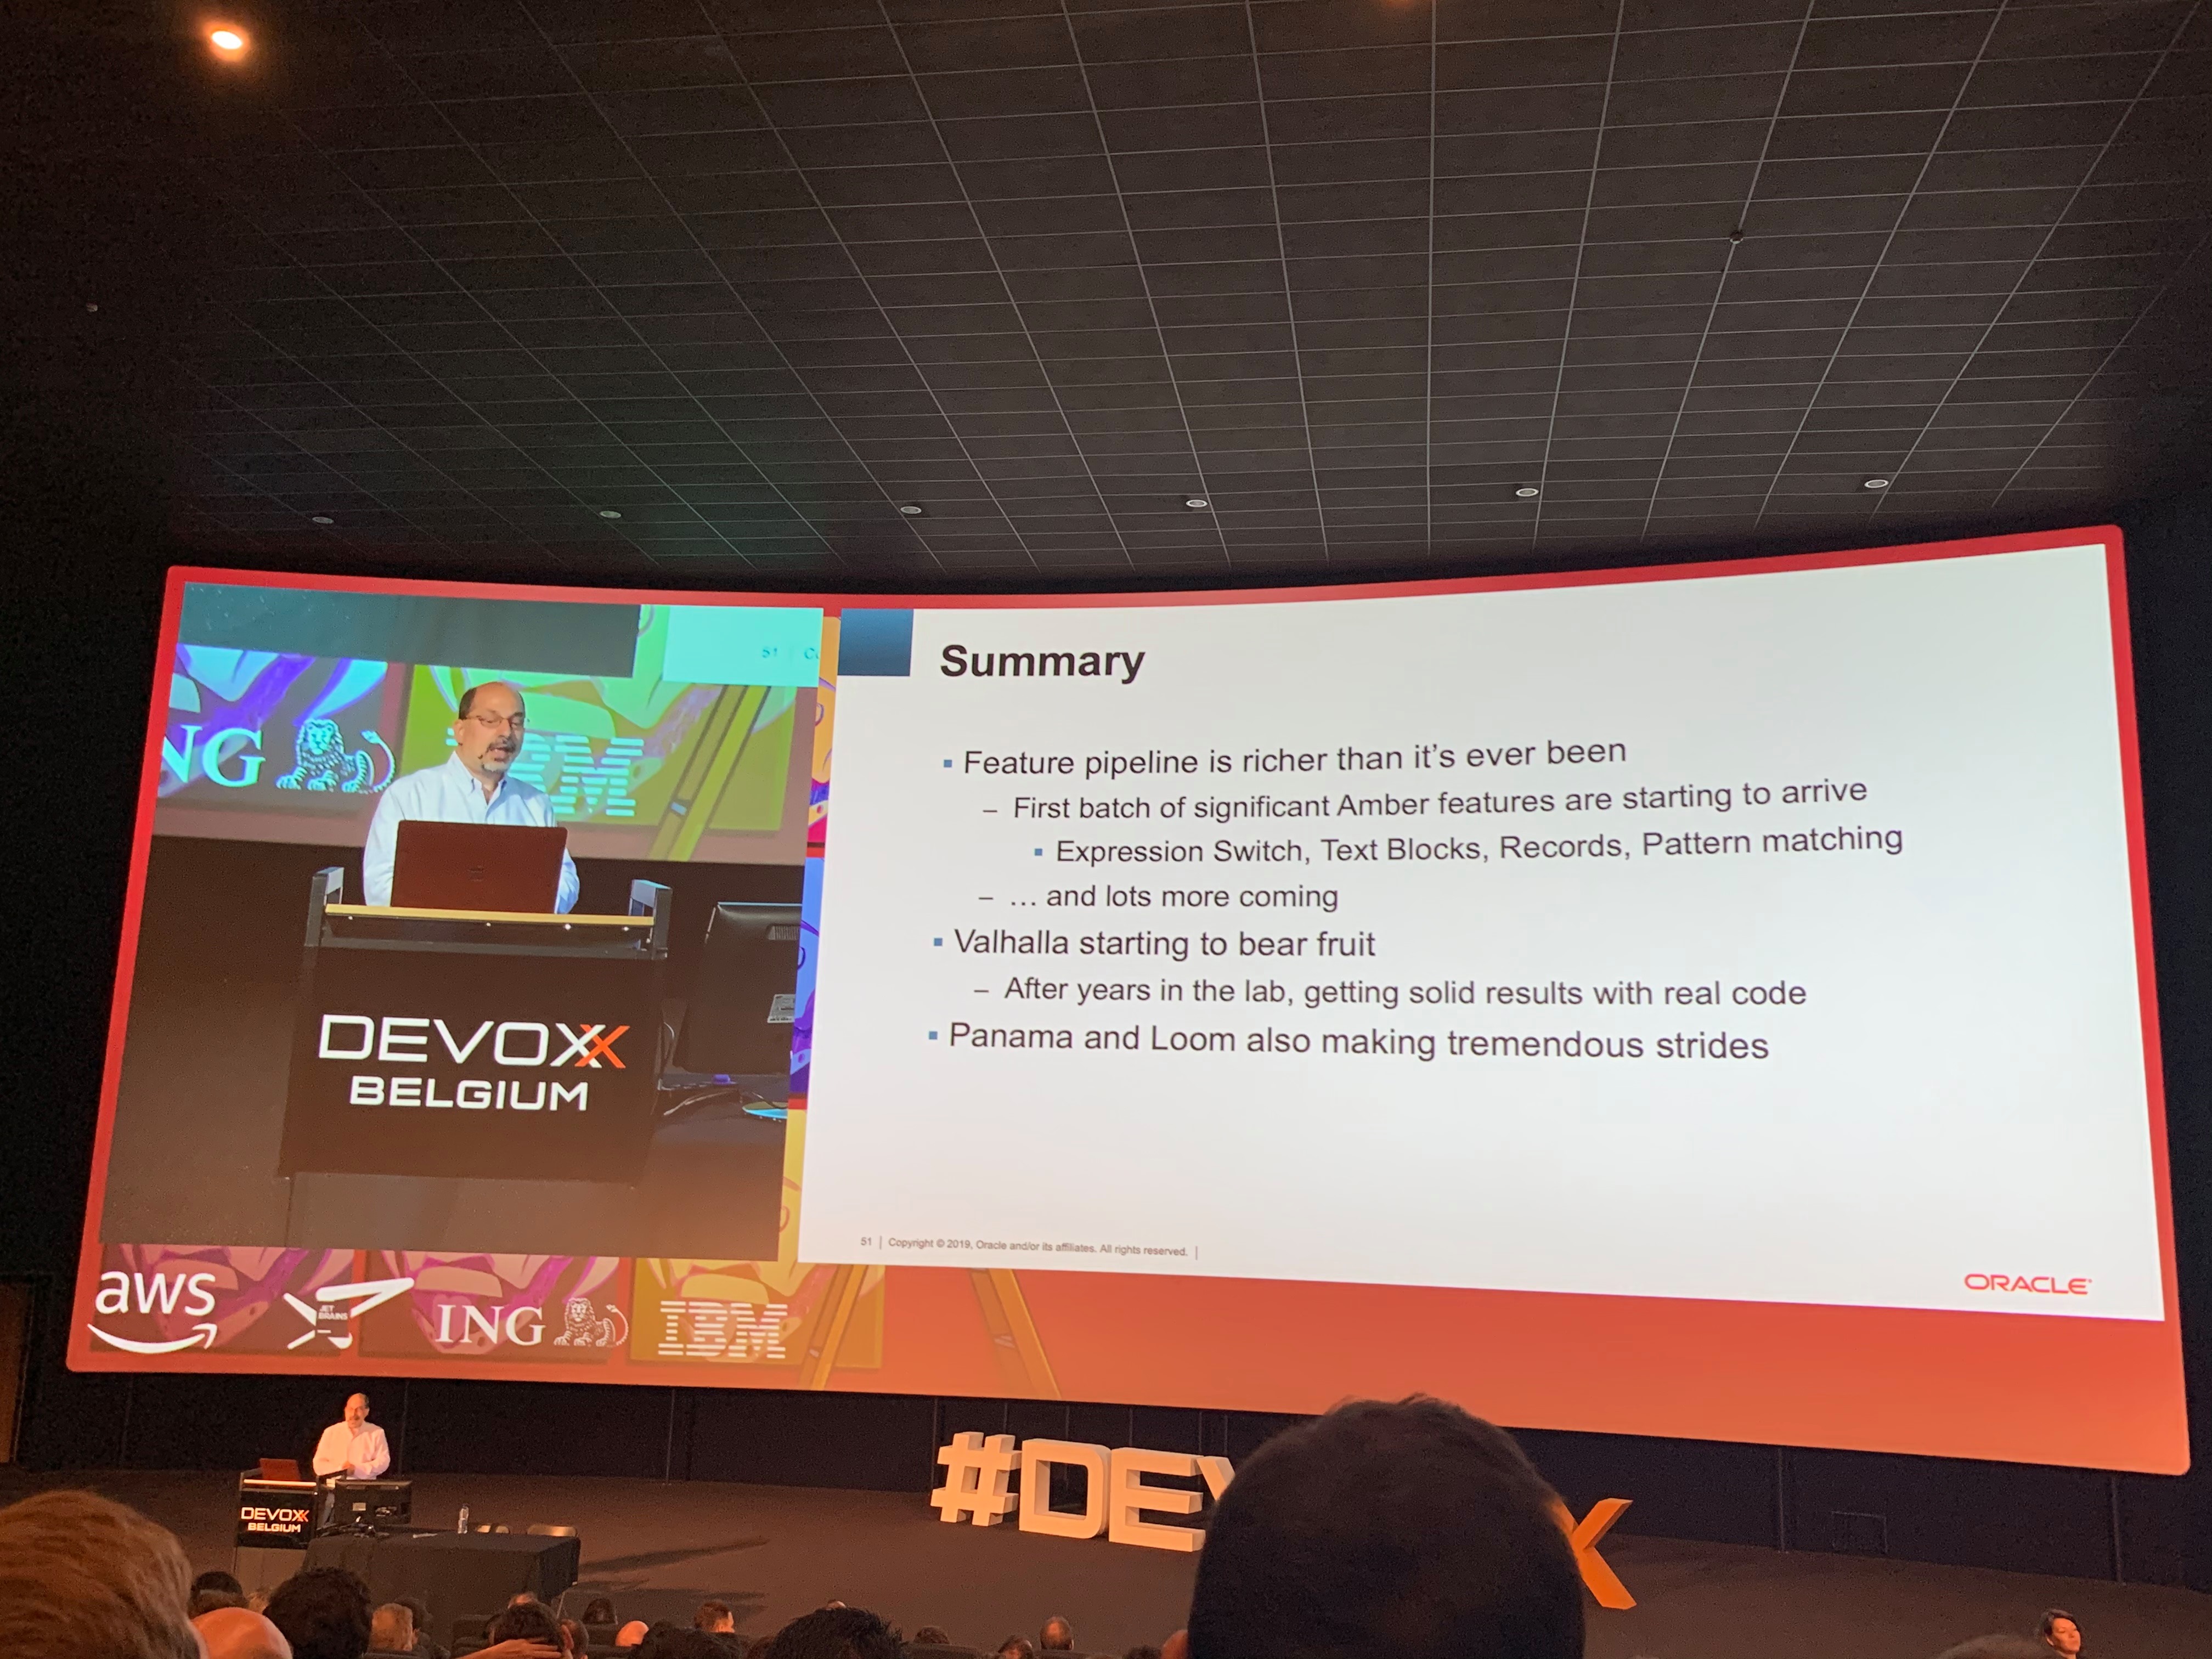 51 Co
NG
IBM
DEVOXX
BELGIUM
Summary
▪ Feature pipeline is richer than it's ever been
– First batch of significant Amber features are starting to arrive
▪ Expression Switch, Text Blocks, Records, Pattern matching
– … and lots more coming
▪ Valhalla starting to bear fruit
– After years in the lab, getting solid results with real code
▪ Panama and Loom also making tremendous strides
51 | Copyright © 2019, Oracle and/or its affiliates. All rights reserved. |
ORACLE
aws
JET
BRAINS
ING
IBM
DEVOXX
BELGIUM
#DEV X